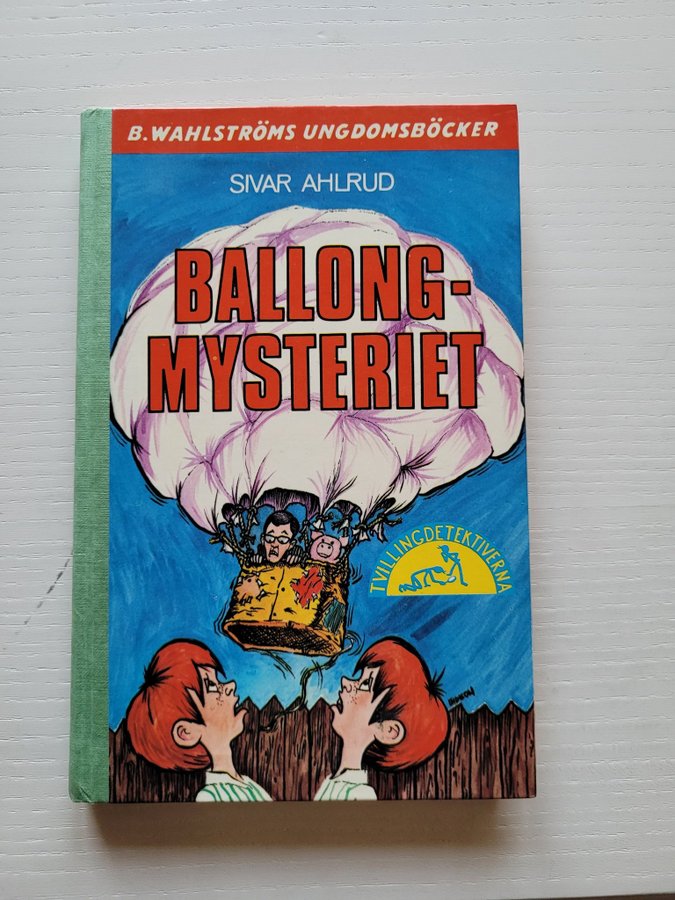 B. WAHLSTRÖMS UNGDOMSBÖCKER
SIVAR AHLRUD
BALLONG-
MYSTERIET
TVILLINGDETEKTIVERNA